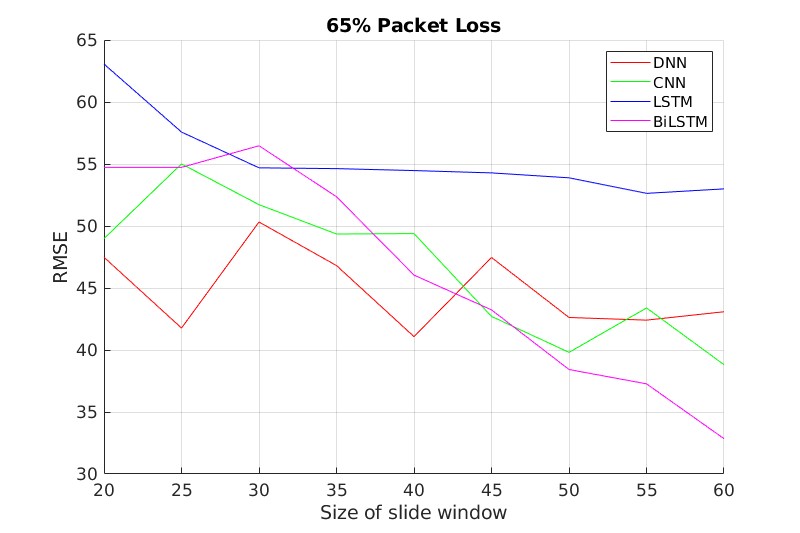 65% Packet Loss
65
60
55
50
45
40
35
30
RMSE
DNN
CNN
LSTM
BiLSTM
20 25 30 35 40 45 50 55 60
Size of slide window